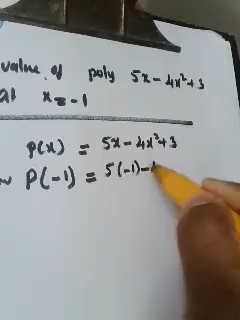 value of poly 5x - 4x² + 3
at x = -1
p(x) = 5x - 4x² + 3
P(-1) = 5(-1) -